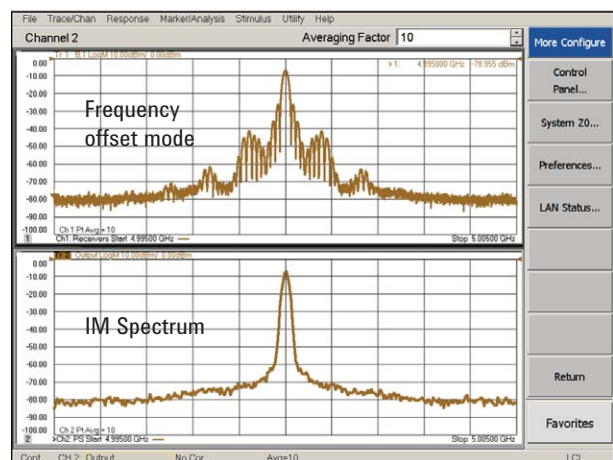 File Trace/Chan Response Marker/Analysis Stimulus Utility Help
Channel 2
Averaging Factor 10
More Configure
Control
Panel...
System Z0...
Preferences...
LAN Status...
Return
Favorites
Tr 1 B,1 LogM 10.00dBm/ 0.00dBm
>1: 4.995000 GHz -78.955 dBm
Frequency
offset mode
0.00
-10.00
-20.00
-30.00
-40.00
-50.00
-60.00
-70.00
-80.00
-90.00
-100.00
Ch 1 Pt Avg= 10
1 Ch1: Receivers Start 4.99500 GHz
Stop 5.00500 GHz
Tr 2 Output LogM 10.00dBm/ 0.00dBm
IM Spectrum
0.00
-10.00
-20.00
-30.00
-40.00
-50.00
-60.00
-70.00
-80.00
-90.00
-100.00
Ch 2 Pt Avg= 10
2 >Ch2: PS Start 4.99500 GHz
Stop 5.00500 GHz
Cont. CH 2: Output No Cor Avg=10 LCL